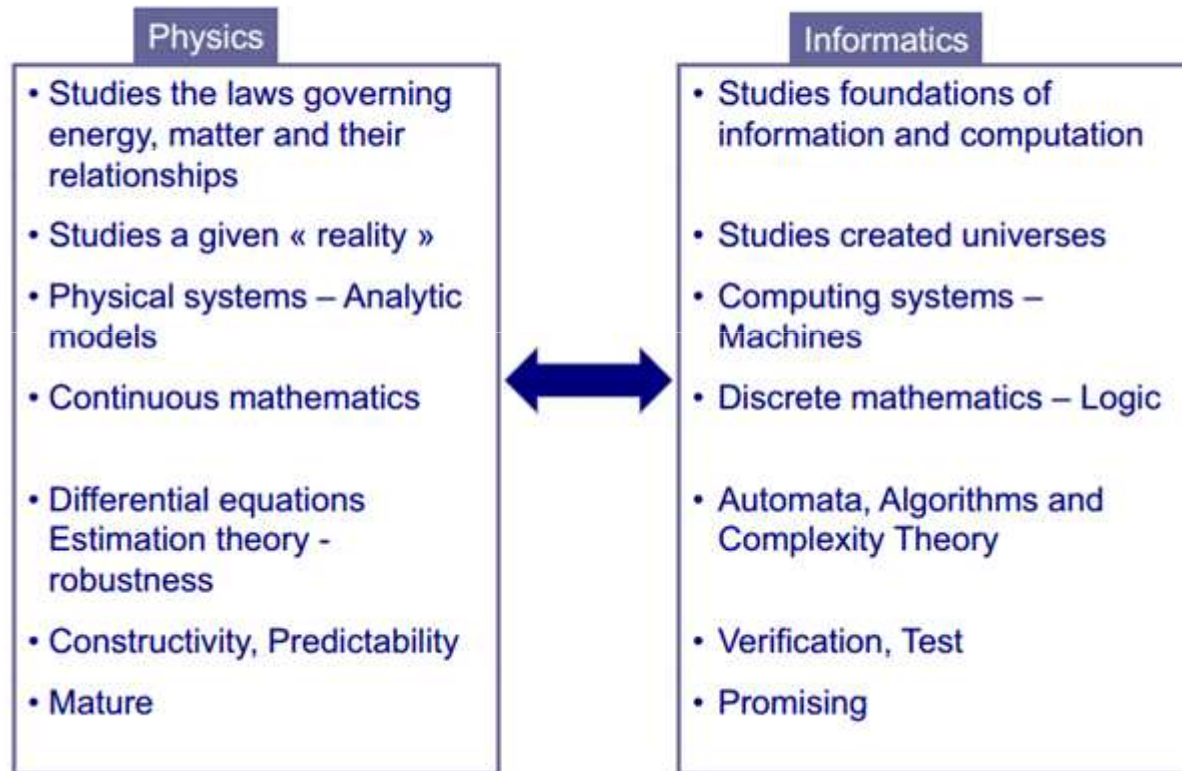 Physics
• Studies the laws governing
energy, matter and their
relationships
• Studies a given « reality »
• Physical systems – Analytic
models
• Continuous mathematics
• Differential equations
Estimation theory -
robustness
• Constructivity, Predictability
• Mature
Informatics
• Studies foundations of
information and computation
• Studies created universes
• Computing systems –
Machines
• Discrete mathematics – Logic
• Automata, Algorithms and
Complexity Theory
• Verification, Test
• Promising